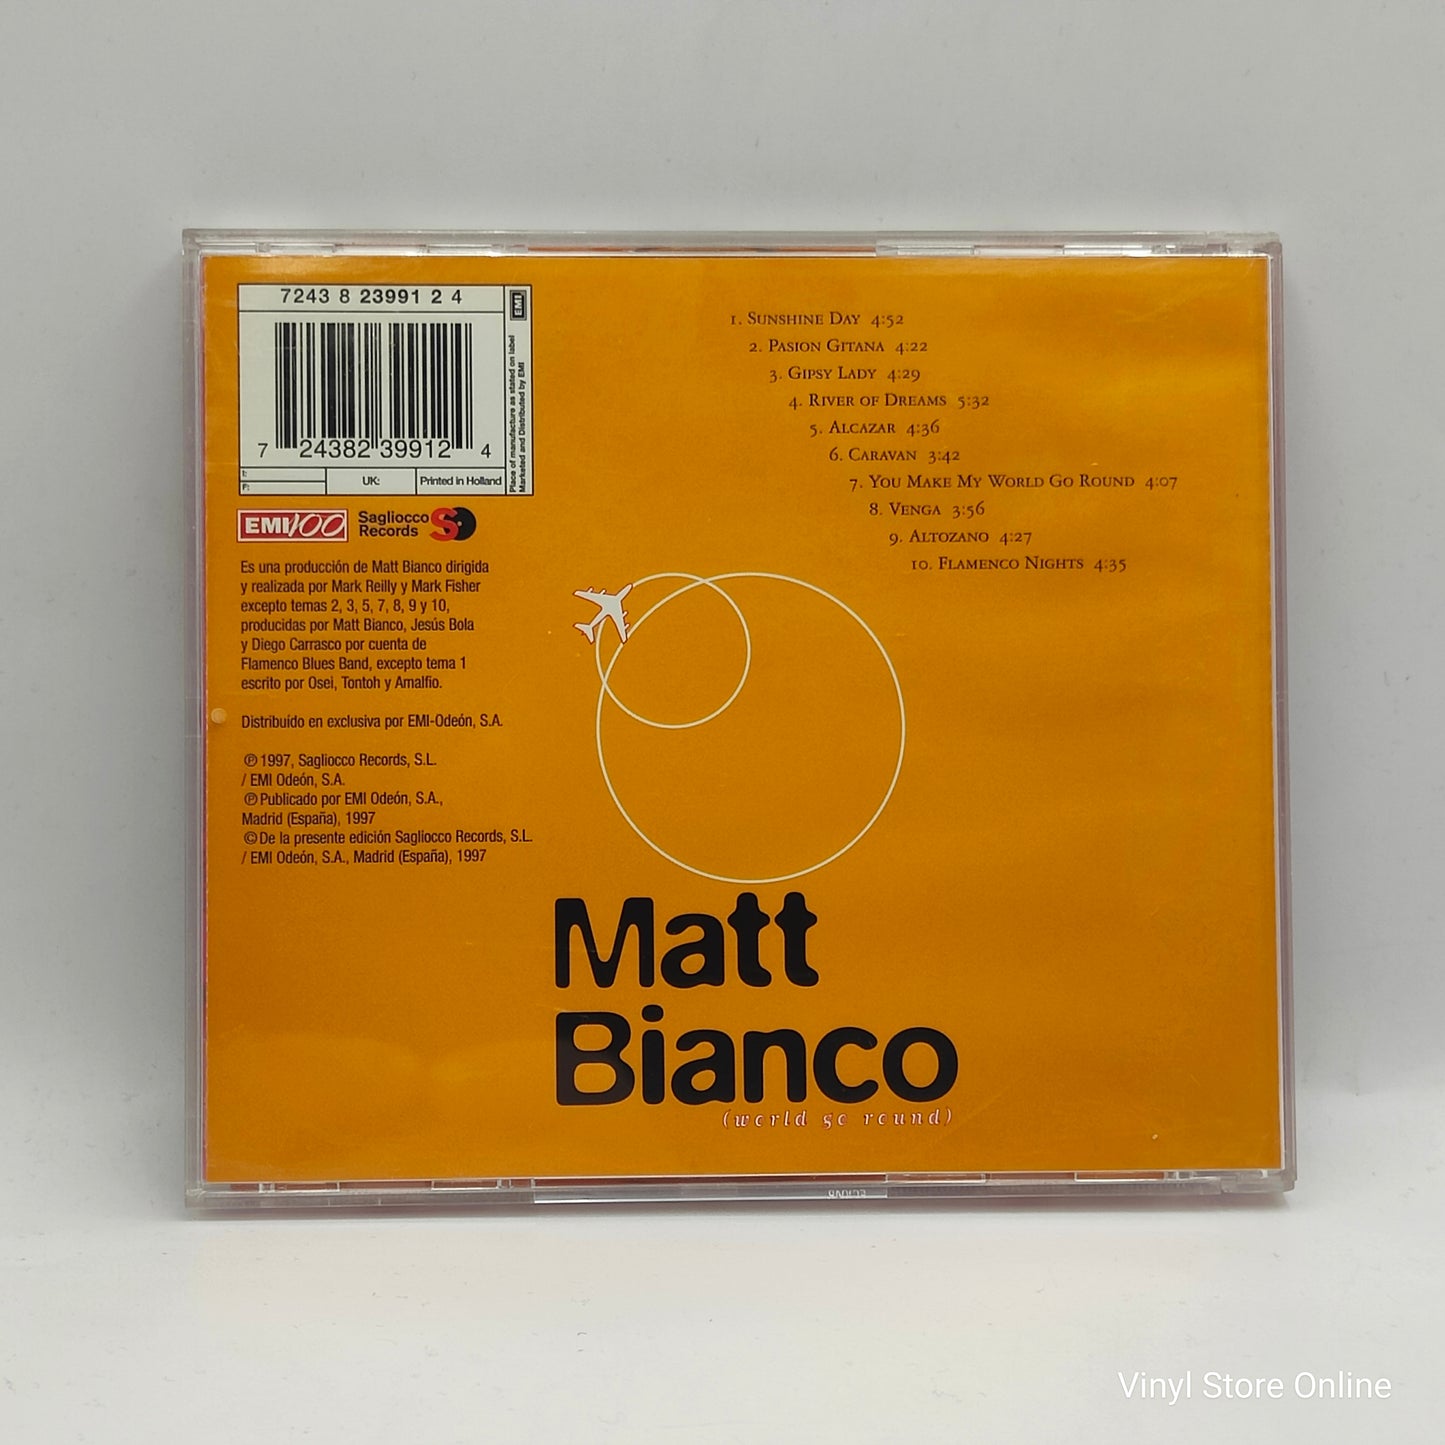 7243 8 23991 2 4
EMI
Place of manufacture as stated on label
Marketed and Distributed by EMI
7 24382 39912 4
I:
F:
UK:
Printed in Holland
EMI 100
Sagliocco
Records
Es una producción de Matt Bianco dirigida
y realizada por Mark Reilly y Mark Fisher
excepto temas 2, 3, 5, 7, 8, 9 y 10,
producidas por Matt Bianco, Jesús Bola
y Diego Carrasco por cuenta de
Flamenco Blues Band, excepto tema 1
escrito por Osei, Tontoh y Amalfio.
Distribuído en exclusiva por EMI-Odeón, S.A.
℗ 1997, Sagliocco Records, S.L.
/ EMI Odeón, S.A.
℗ Publicado por EMI Odeón, S.A.,
Madrid (España), 1997
© De la presente edición Sagliocco Records, S.L.
/ EMI Odeón, S.A., Madrid (España), 1997
1. Sunshine Day 4:52
2. Pasion Gitana 4:22
3. Gipsy Lady 4:29
4. River of Dreams 5:32
5. Alcazar 4:36
6. Caravan 3:42
7. You Make My World Go Round 4:07
8. Venga 3:56
9. Altozano 4:27
10. Flamenco Nights 4:35
Matt
Bianco
(world go round)
Vinyl Store Online